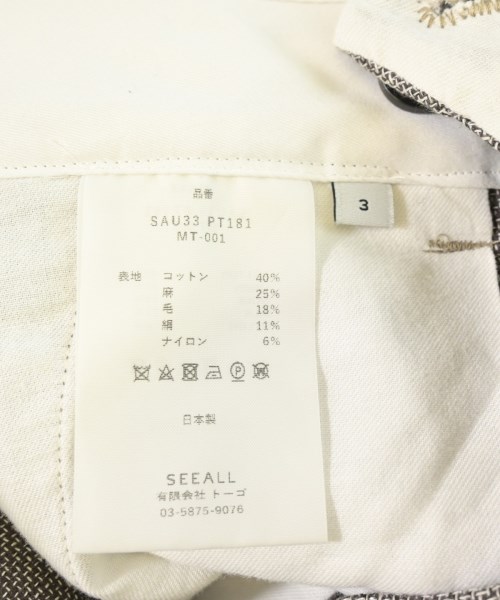 品番
SAU33 PT181
MT-001
3
表地 コットン 40%
麻 25%
毛 18%
絹 11%
ナイロン 6%
日本製
SEEALL
有限会社 トーゴ
03-5875-9076